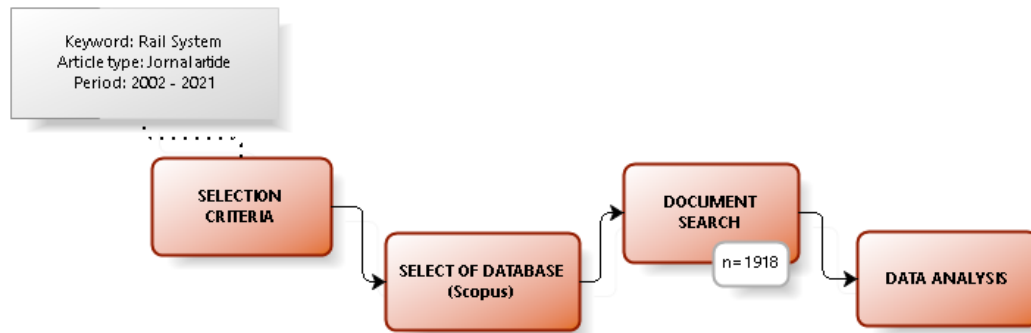 Keyword: Rail System
Article type: Jornal artide
Period: 2002 - 2021
SELECTION
CRITERIA
SELECT OF DATABASE
(Scopus)
DOCUMENT
SEARCH
n= 1918
DATA ANALYSIS